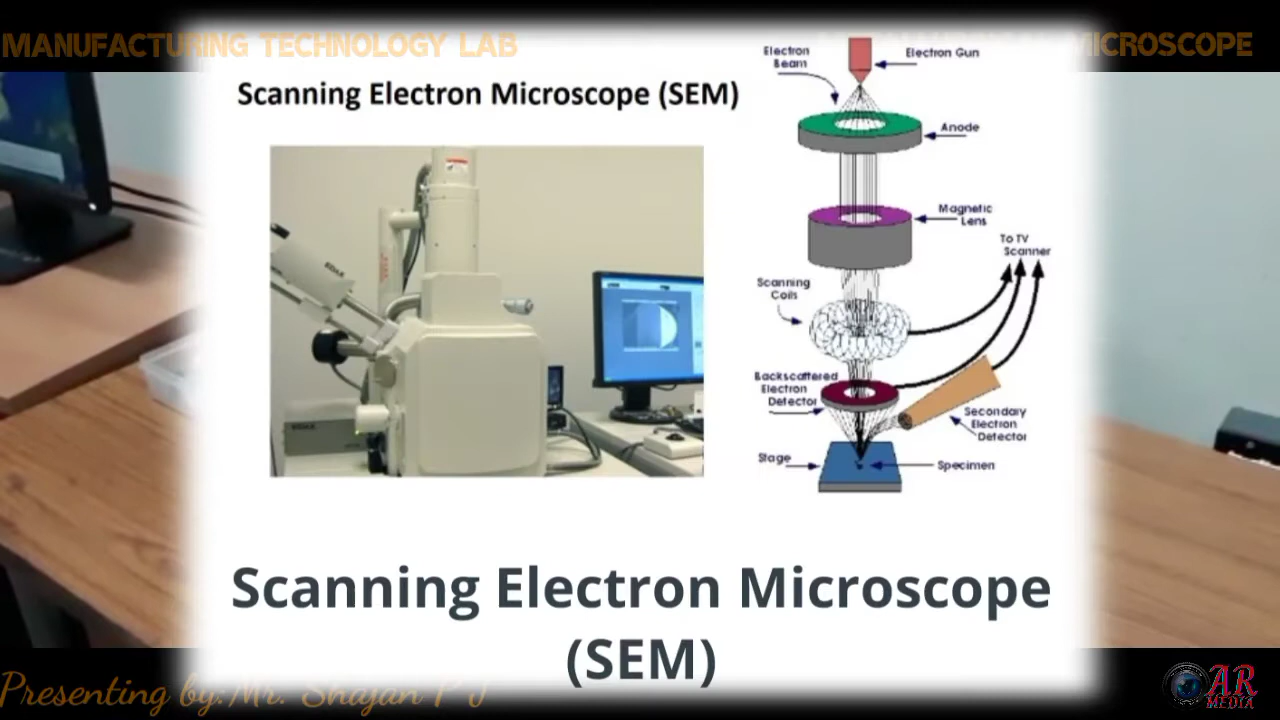 MANUFACTURING TECHNOLOGY LAB
MICROSCOPE
Scanning Electron Microscope (SEM)
Electron
Beam
Electron Gun
Anode
Magnetic
Lens
To TV
Scanner
Scanning
Coils
Backscattered
Electron
Detector
Secondary
Electron
Detector
Stage
Specimen
EDAX
EDAX
Scanning Electron Microscope
(SEM)
Presenting by: Mr. Shajan P J
AR
MEDIA